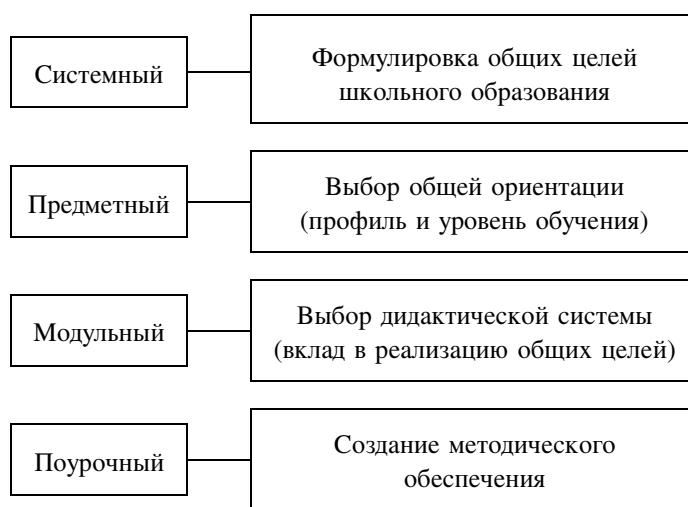 Системный
Формулировка общих целей
школьного образования
Предметный
Выбор общей ориентации
(профиль и уровень обучения)
Модульный
Выбор дидактической системы
(вклад в реализацию общих целей)
Поурочный
Создание методического
обеспечения